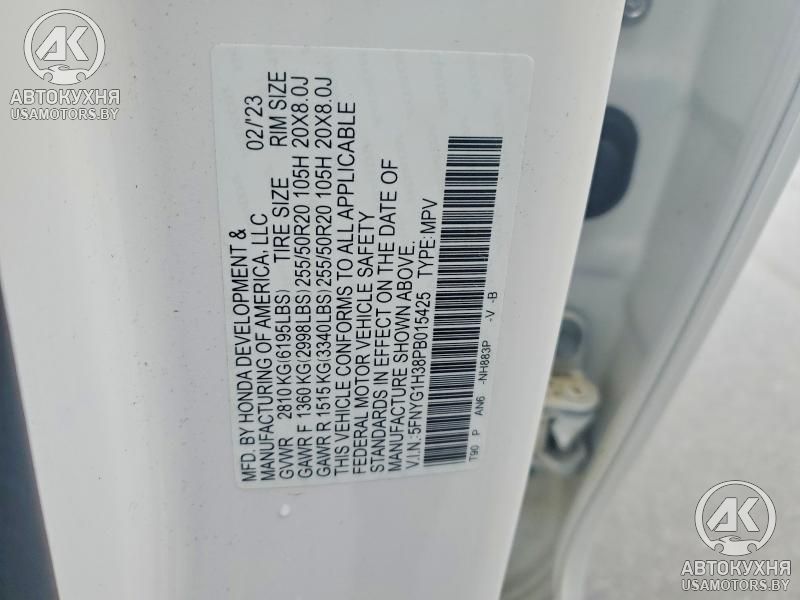 AK
АВТОКУХНЯ
USAMOTORS.BY
MFD. BY HONDA DEVELOPMENT &
MANUFACTURING OF AMERICA, LLC 02/'23
GVWR 2810 KG(6195LBS) TIRE SIZE RIM SIZE
GAWR F 1360 KG(2998LBS) 255/50R20 105H 20X8.0J
GAWR R 1515 KG(3340LBS) 255/50R20 105H 20X8.0J
THIS VEHICLE CONFORMS TO ALL APPLICABLE
FEDERAL MOTOR VEHICLE SAFETY
STANDARDS IN EFFECT ON THE DATE OF
MANUFACTURE SHOWN ABOVE.
V.I.N.:5FNYG1H38PB015425 TYPE:MPV
T90 P AN6 -NH883P -V -B
AK
АВТОКУХНЯ
USAMOTORS.BY